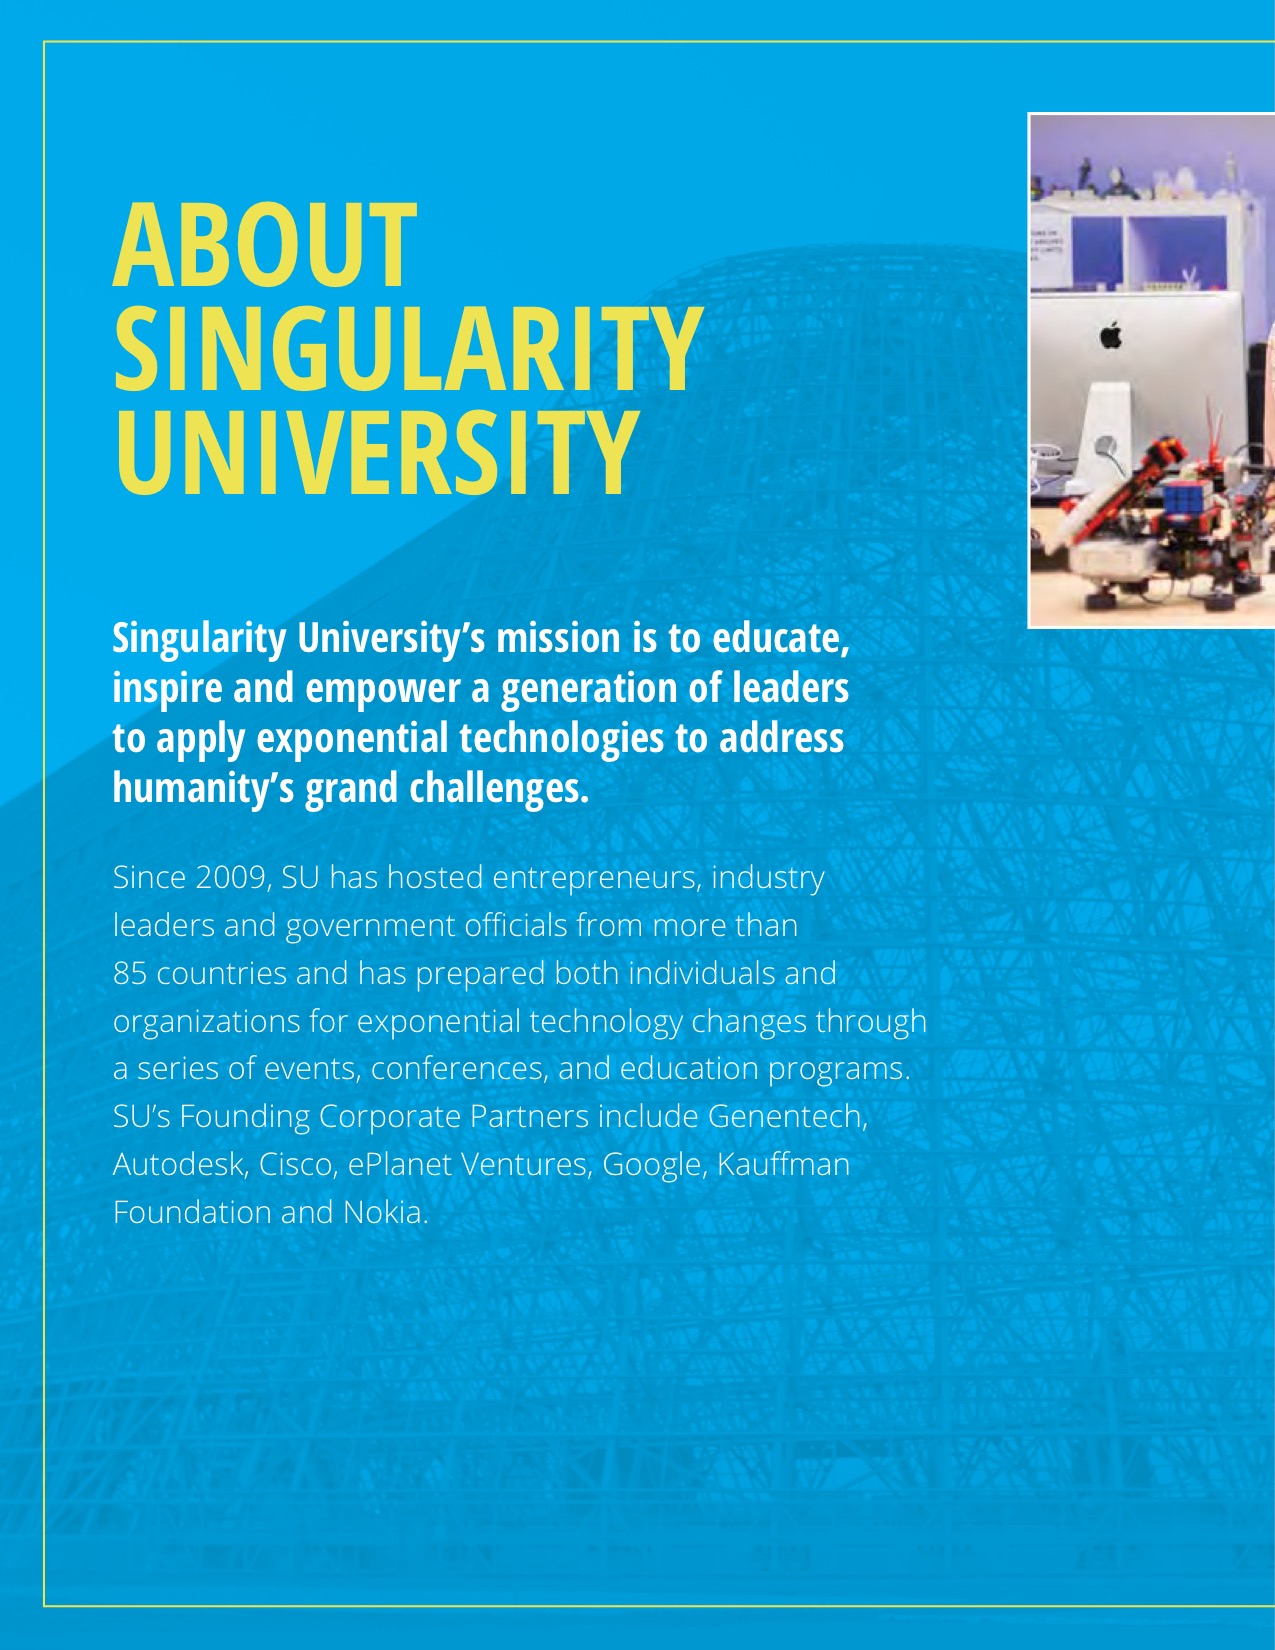 ABOUT
SINGULARITY
UNIVERSITY
Singularity University’s mission is to educate,
inspire and empower a generation of leaders
to apply exponential technologies to address
humanity’s grand challenges.
Since 2009, SU has hosted entrepreneurs, industry
leaders and government officials from more than
85 countries and has prepared both individuals and
organizations for exponential technology changes through
a series of events, conferences, and education programs.
SU’s Founding Corporate Partners include Genentech,
Autodesk, Cisco, ePlanet Ventures, Google, Kauffman
Foundation and Nokia.